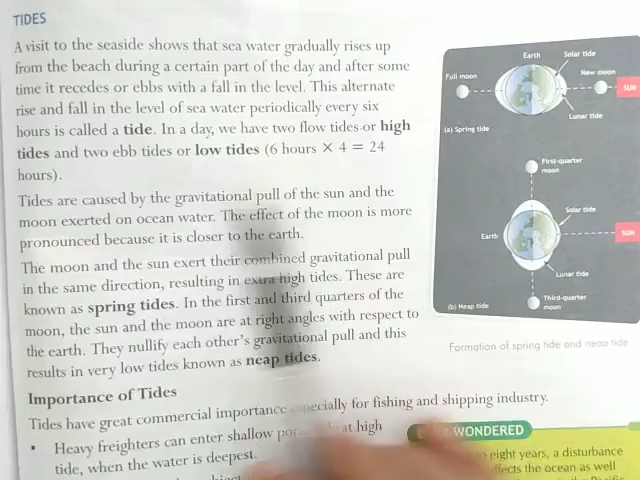 TIDES
A visit to the seaside shows that sea water gradually rises up
from the beach during a certain part of the day and after some
time it recedes or ebbs with a fall in the level. This alternate
rise and fall in the level of sea water periodically every six
hours is called a tide. In a day, we have two flow tides or high
tides and two ebb tides or low tides (6 hours × 4 = 24
hours).
Tides are caused by the gravitational pull of the sun and the
moon exerted on ocean water. The effect of the moon is more
pronounced because it is closer to the earth.
The moon and the sun exert their combined gravitational pull
in the same direction, resulting in extra high tides. These are
known as spring tides. In the first and third quarters of the
moon, the sun and the moon are at right angles with respect to
the earth. They nullify each other's gravitational pull and this
results in very low tides known as neap tides.
Importance of Tides
Tides have great commercial importance especially for fishing and shipping industry.
• Heavy freighters can enter shallow at high
tide, when the water is deepest.
Earth
Solar tide
Full moon
New moon
SUN
Lunar tide
(a) Spring tide
First-quarter
moon
Solar tide
Earth
SUN
Lunar tide
(b) Neap tide
Third-quarter
moon
Formation of spring tide and neap tide
WONDERED
eight years, a disturbance
the ocean as well